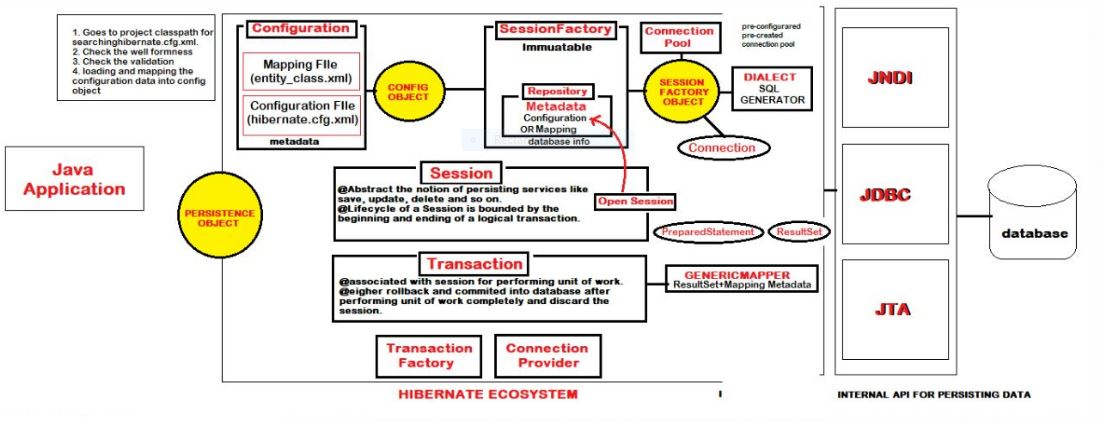 1. Goes to project classpath for
searchinghibernate.cfg.xml.
2. Check the well formness
3. Check the validation
4. loading and mapping the
configuration data into config
object
Java
Application
PERSISTENCE
OBJECT
Configuration
Mapping FIle
(entity_class.xml)
Configuration FIle
(hibernate.cfg.xml)
metadata
CONFIG
OBJECT
SessionFactory
Immuatable
Repository
Metadata
Configuration
OR Mapping
database info
Connection
Pool
pre-configurared
pre-created
connection pool
SESSION
FACTORY
OBJECT
DIALECT
SQL
GENERATOR
Connection
Session
@Abstract the notion of persisting services like
save, update, delete and so on.
@Lifecycle of a Session is bounded by the
beginning and ending of a logical transaction.
Open Session
PreparedStatement
ResultSet
Transaction
@associated with session for performing unit of work.
@eigher rollback and commited into database after
performing unit of work completely and discard the
session.
GENERICMAPPER
ResultSet+Mapping Metadata
Transaction
Factory
Connection
Provider
HIBERNATE ECOSYSTEM
JNDI
JDBC
JTA
INTERNAL API FOR PERSISTING DATA
database